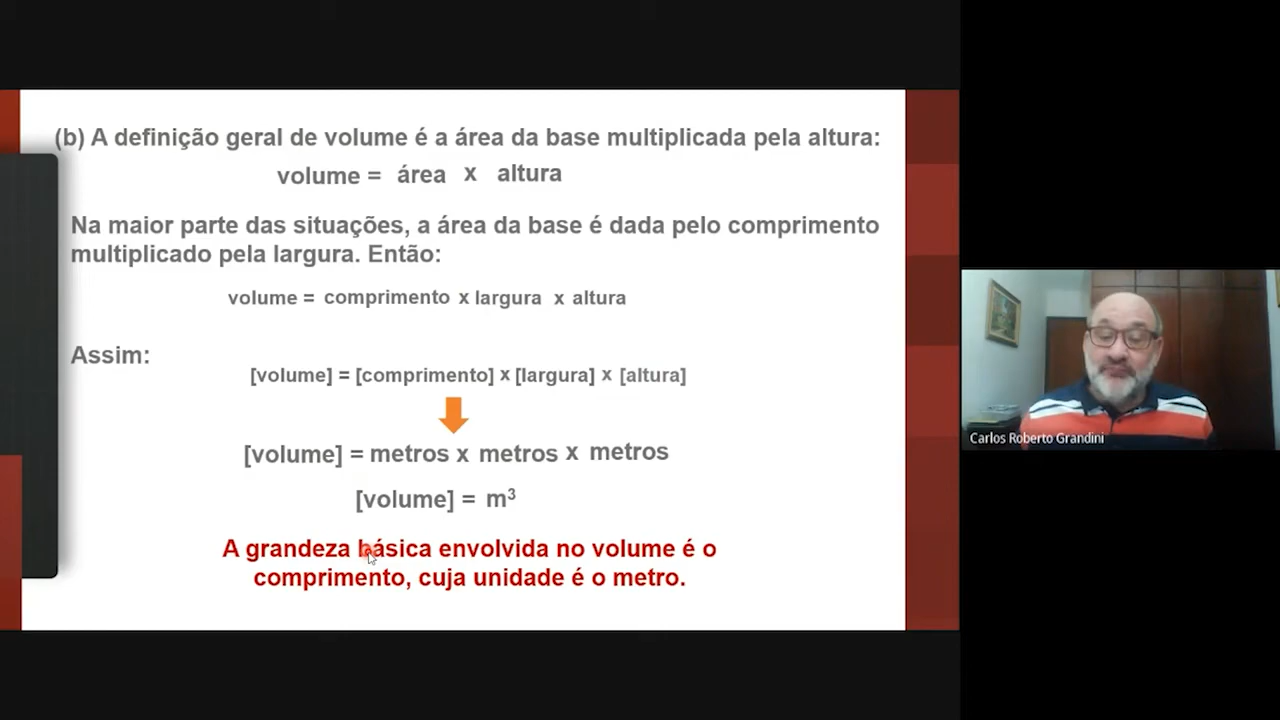 (b) A definição geral de volume é a área da base multiplicada pela altura:
volume = área x altura
Na maior parte das situações, a área da base é dada pelo comprimento
multiplicado pela largura. Então:
volume = comprimento x largura x altura
Assim:
[volume] = [comprimento] x [largura] x [altura]
[volume] = metros x metros x metros
[volume] = m³
A grandeza básica envolvida no volume é o
comprimento, cuja unidade é o metro.
Carlos Roberto Grandini